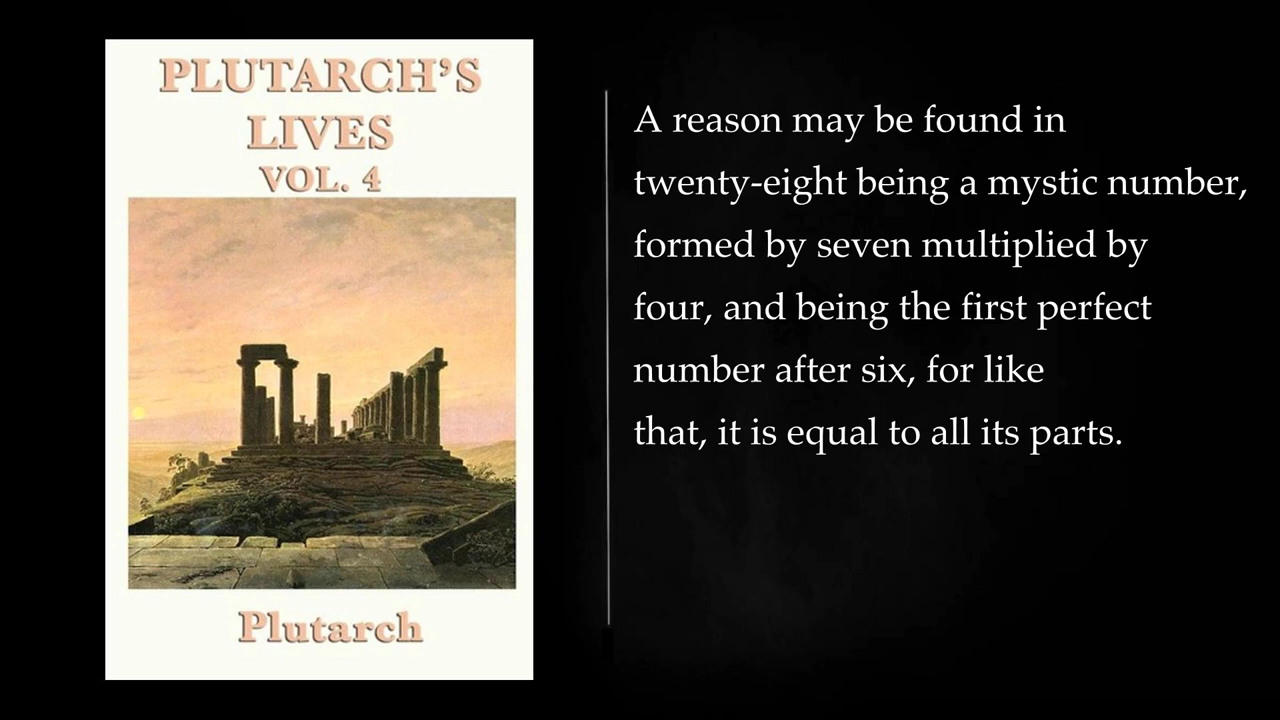 PLUTARCH'S
LIVES
VOL. 4
Plutarch
A reason may be found in
twenty-eight being a mystic number,
formed by seven multiplied by
four, and being the first perfect
number after six, for like
that, it is equal to all its parts.